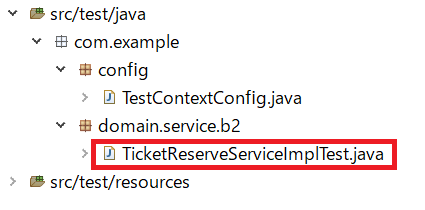 src/test/java
com.example
config
TestContextConfig.java
domain.service.b2
TicketReserveServiceImplTest.java
src/test/resources